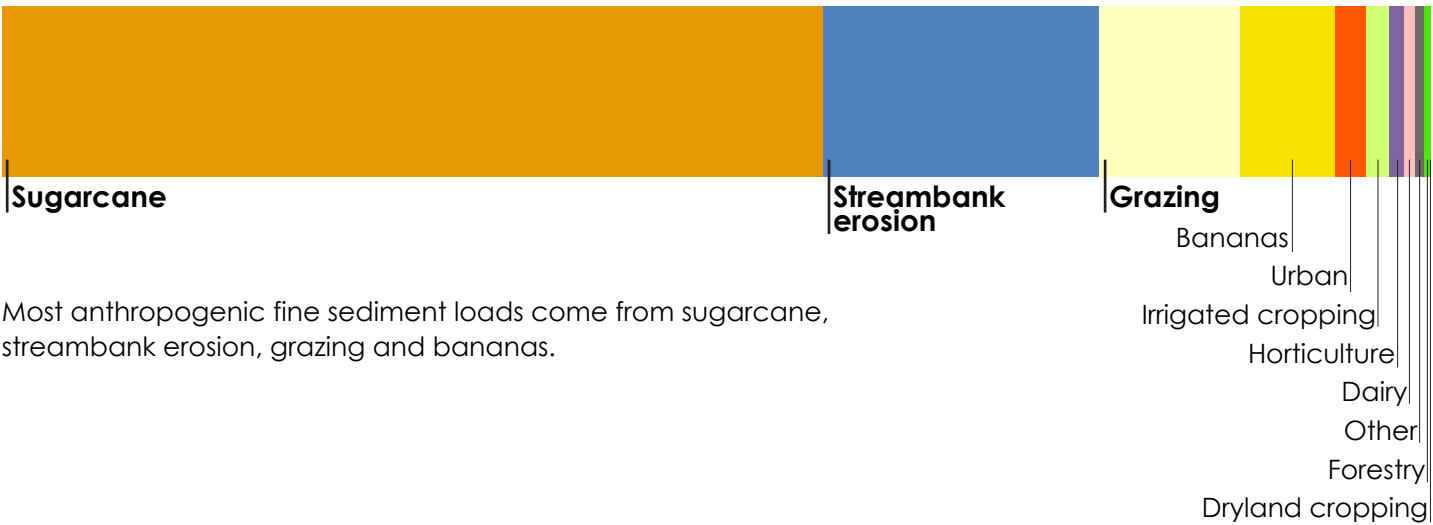 Sugarcane
Streambank
erosion
Grazing
Bananas
Urban
Irrigated cropping
Horticulture
Dairy
Other
Forestry
Dryland cropping
Most anthropogenic fine sediment loads come from sugarcane,
streambank erosion, grazing and bananas.